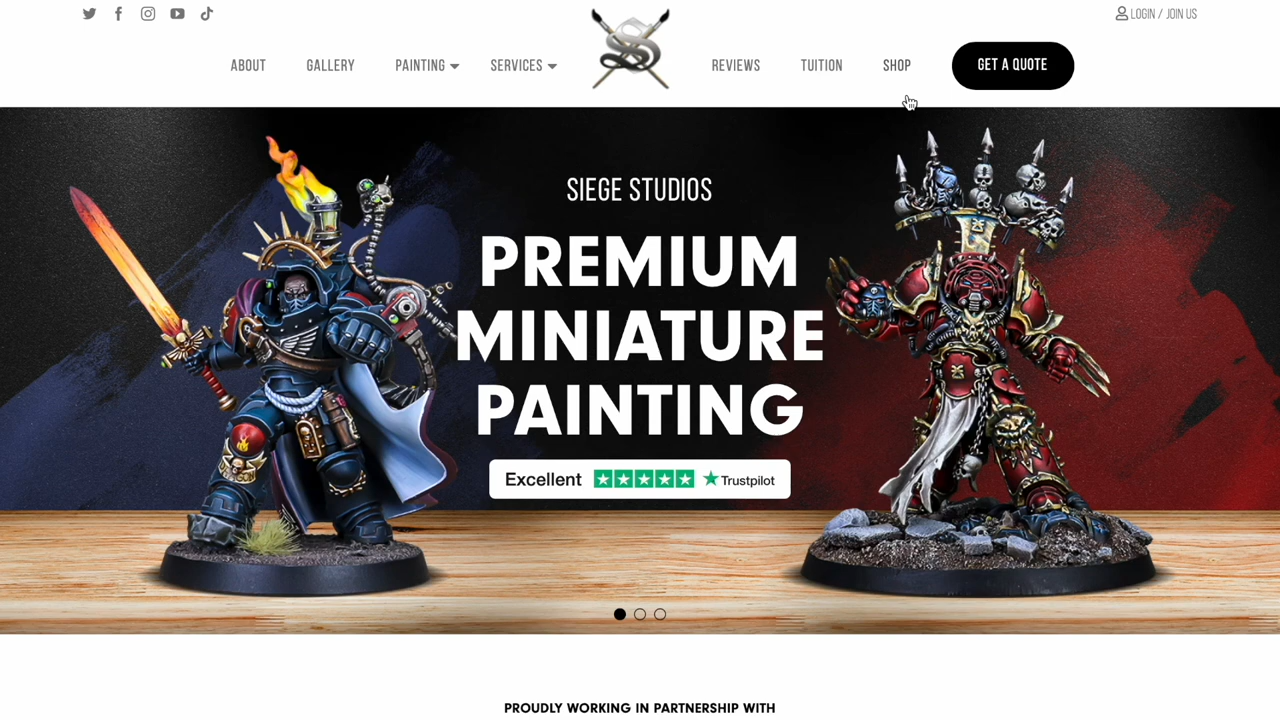 LOGIN / JOIN US
ABOUT
GALLERY
PAINTING
SERVICES
S
REVIEWS
TUITION
SHOP
GET A QUOTE
SIEGE STUDIOS
PREMIUM
MINIATURE
PAINTING
Excellent
Trustpilot
PROUDLY WORKING IN PARTNERSHIP WITH